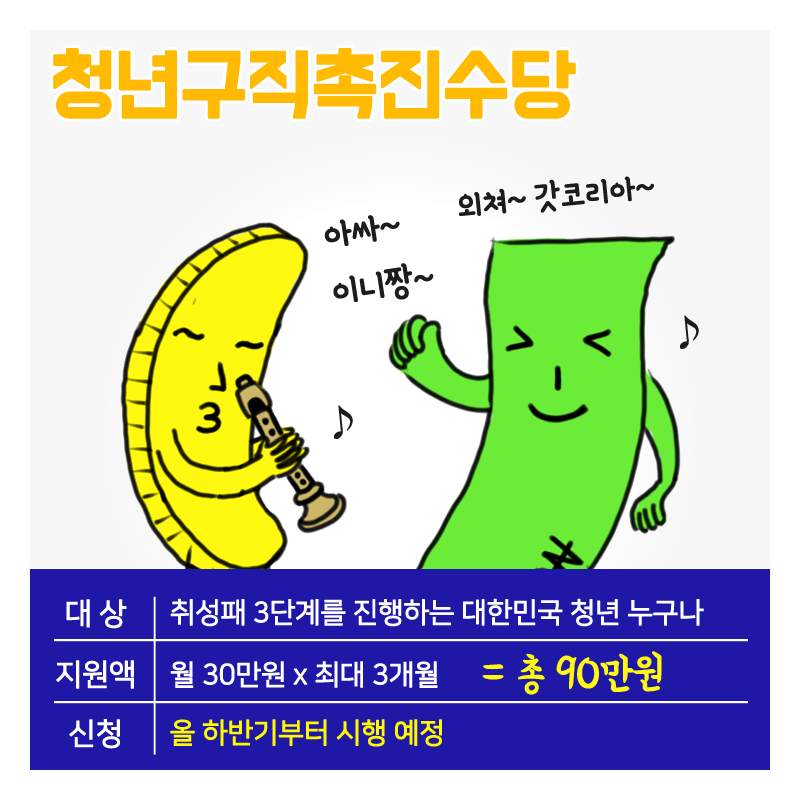 청년구직촉진수당
외쳐~ 갓코리아~
아싸~
이니짱~
대상 취성패 3단계를 진행하는 대한민국 청년 누구나
지원액 월 30만원 x 최대 3개월 = 총 90만원
신청 올 하반기부터 시행 예정